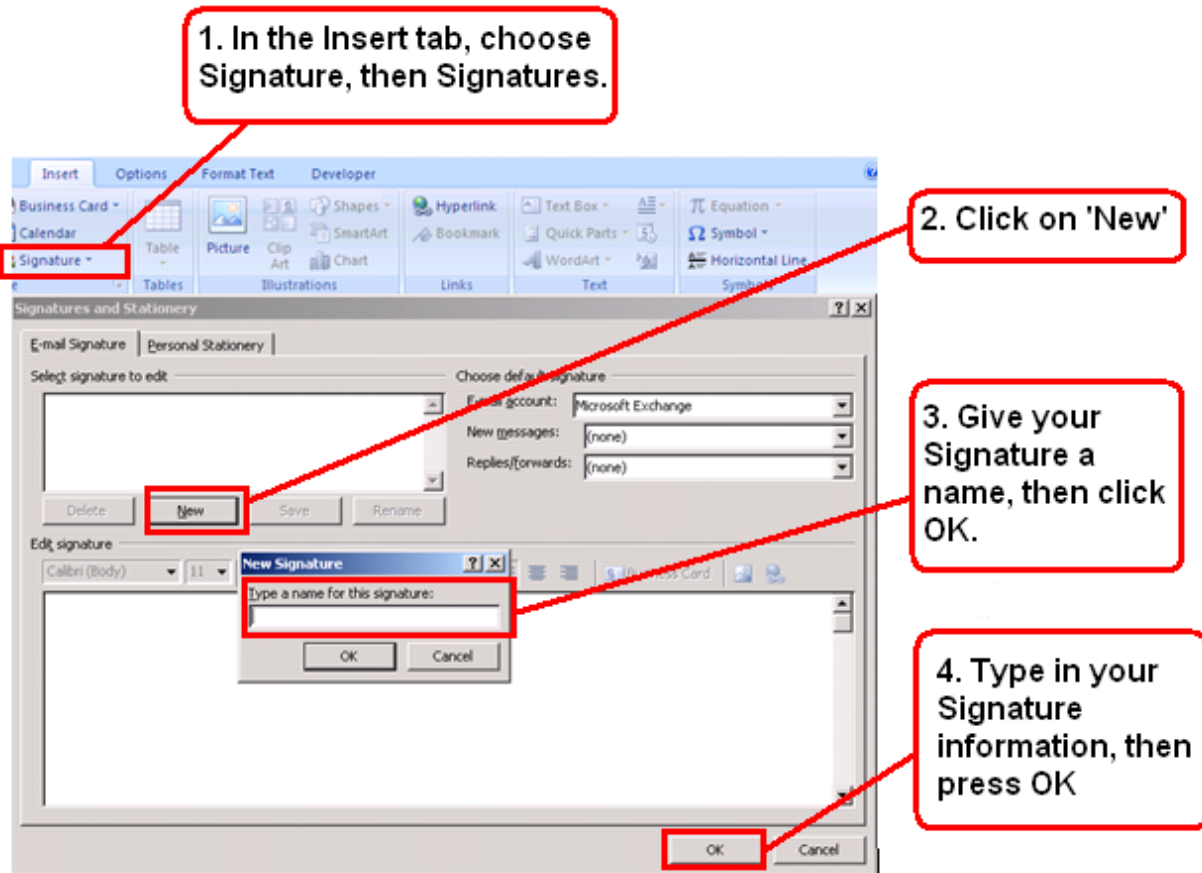 1. In the Insert tab, choose
Signature, then Signatures.
Insert Options Format Text Developer
Business Card Shapes Hyperlink Text Box Equation
Calendar SmartArt Bookmark Quick Parts Symbol
Signature Table Picture Clip Art Chart WordArt Horizontal Line
Tables Illustrations Links Text Symbols
2. Click on 'New'
Signatures and Stationery
E-mail Signature Personal Stationery
Select signature to edit Choose default signature
E-mail account: Microsoft Exchange
New messages: (none)
Replies/forwards: (none)
Delete New Save Rename
3. Give your
Signature a
name, then click
OK.
Edit signature
Calibri (Body) 11 New Signature Business Card
Type a name for this signature:
OK Cancel
4. Type in your
Signature
information, then
press OK
OK Cancel